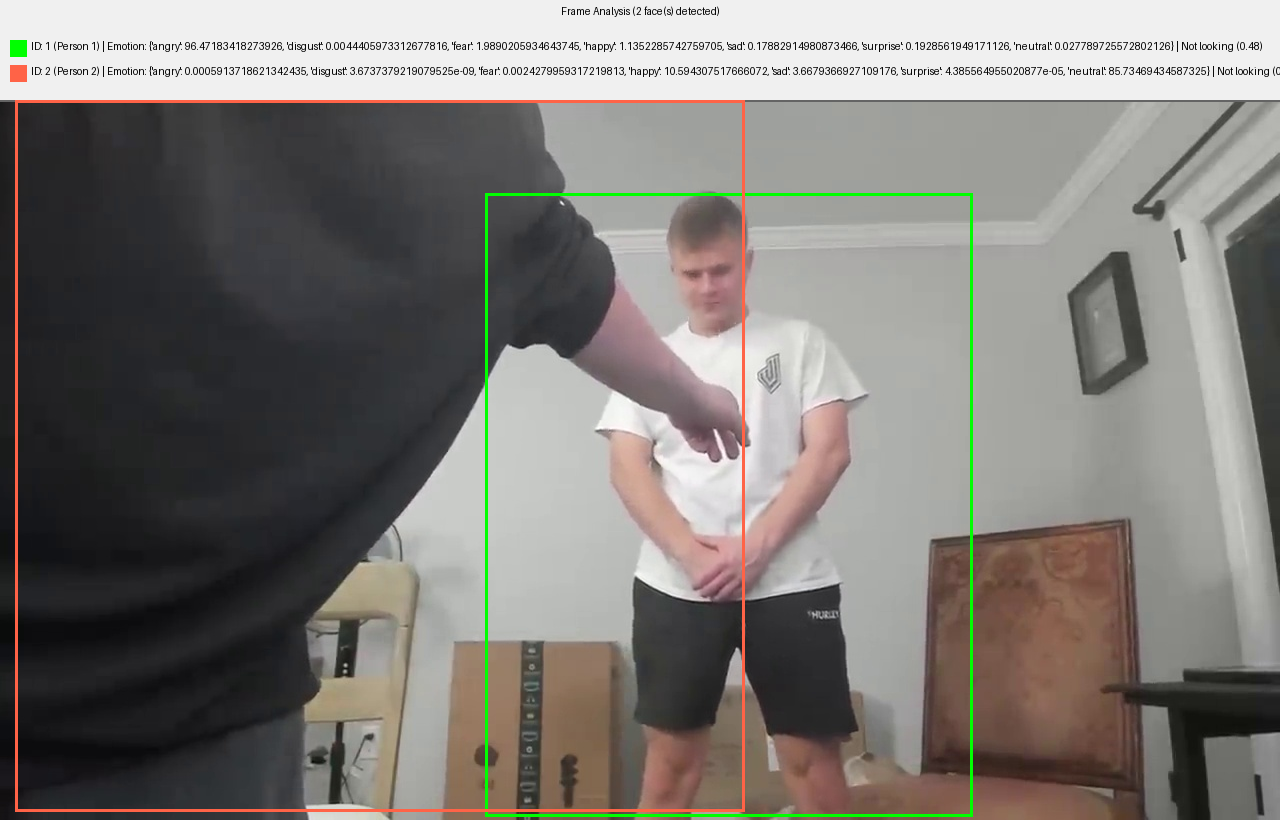 Frame Analysis (2 face(s) detected)
ID: 1 (Person 1) | Emotion: {'angry': 96.47183418273926, 'disgust': 0.0044405973312677816, 'fear': 1.9890205934643745, 'happy': 1.1352285742759705, 'sad': 0.17882914980873466, 'surprise': 0.1928561949171126, 'neutral': 0.027789725572802126} | Not looking (0.48)
ID: 2 (Person 2) | Emotion: {'angry': 0.0005913718621342435, 'disgust': 3.6737379219079525e-09, 'fear': 0.0024279959317219813, 'happy': 10.594307517666072, 'sad': 3.6679366927109176, 'surprise': 4.385564955020877e-05, 'neutral': 85.73469434587325} | Not looking (0
HURLEY